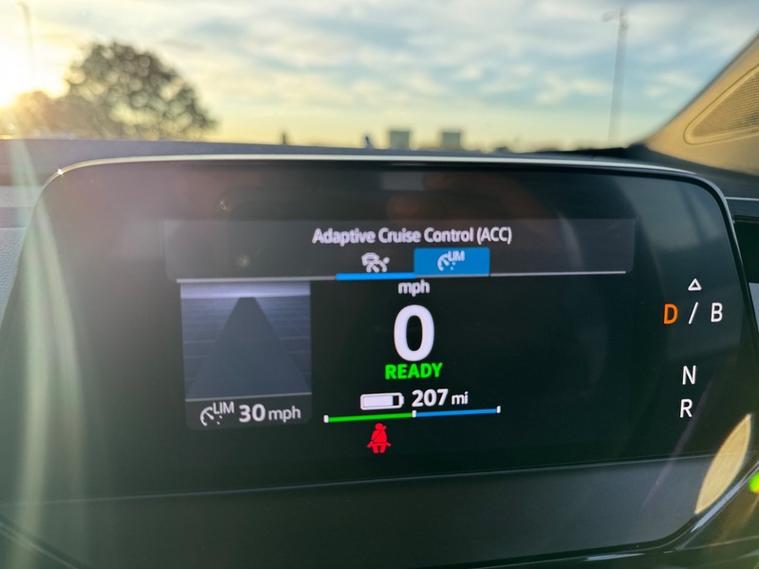 Adaptive Cruise Control (ACC)
LIM
mph
0
READY
207 mi
LIM 30 mph
D / B
N
R